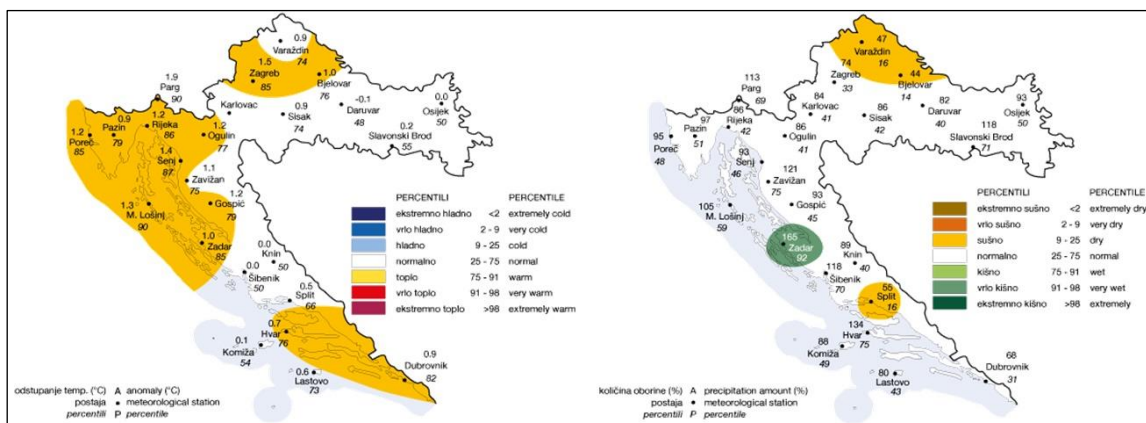 0.9
Varaždin
74
1.5
Zagreb
85
1.0
Bjelovar
76
1.9
Parg
90
Karlovac
0.9
Sisak
74
-0.1
Daruvar
48
0.0
Osijek
50
0.2
Slavonski Brod
55
1.2
Poreč
85
0.9
Pazin
79
1.2
Rijeka
86
1.2
Ogulin
77
1.4
Senj
87
1.1
Zavižan
75
1.2
Gospić
79
1.3
M. Lošinj
90
1.0
Zadar
85
0.0
Knin
50
0.0
Šibenik
50
0.5
Split
66
0.7
Hvar
76
0.1
Komiža
54
0.6
Lastovo
73
0.9
Dubrovnik
82
PERCENTILI PERCENTILE
ekstremno hladno <2 extremely cold
vrlo hladno 2 - 9 very cold
hladno 9 - 25 cold
normalno 25 - 75 normal
toplo 75 - 91 warm
vrlo toplo 91 - 98 very warm
ekstremno toplo >98 extremely warm
odstupanje temp. (°C) A anomaly (°C)
postaja • meteorological station
percentili P percentile
47
Varaždin
16
74
Zagreb
33
44
Bjelovar
14
113
Parg
69
84
Karlovac
41
86
Sisak
42
82
Daruvar
40
93
Osijek
50
118
Slavonski Brod
71
95
Poreč
48
97
Pazin
51
86
Rijeka
42
86
Ogulin
41
93
Senj
46
121
Zavižan
75
93
Gospić
45
105
M. Lošinj
59
165
Zadar
92
89
Knin
40
118
Šibenik
70
55
Split
16
134
Hvar
75
88
Komiža
49
80
Lastovo
43
68
Dubrovnik
31
PERCENTILI PERCENTILE
ekstremno sušno <2 extremely dry
vrlo sušno 2 - 9 very dry
sušno 9 - 25 dry
normalno 25 - 75 normal
kišno 75 - 91 wet
vrlo kišno 91 - 98 very wet
ekstremno kišno >98 extremely
količina oborine (%) A precipitation amount (%)
postaja • meteorological station
percentili P percentile